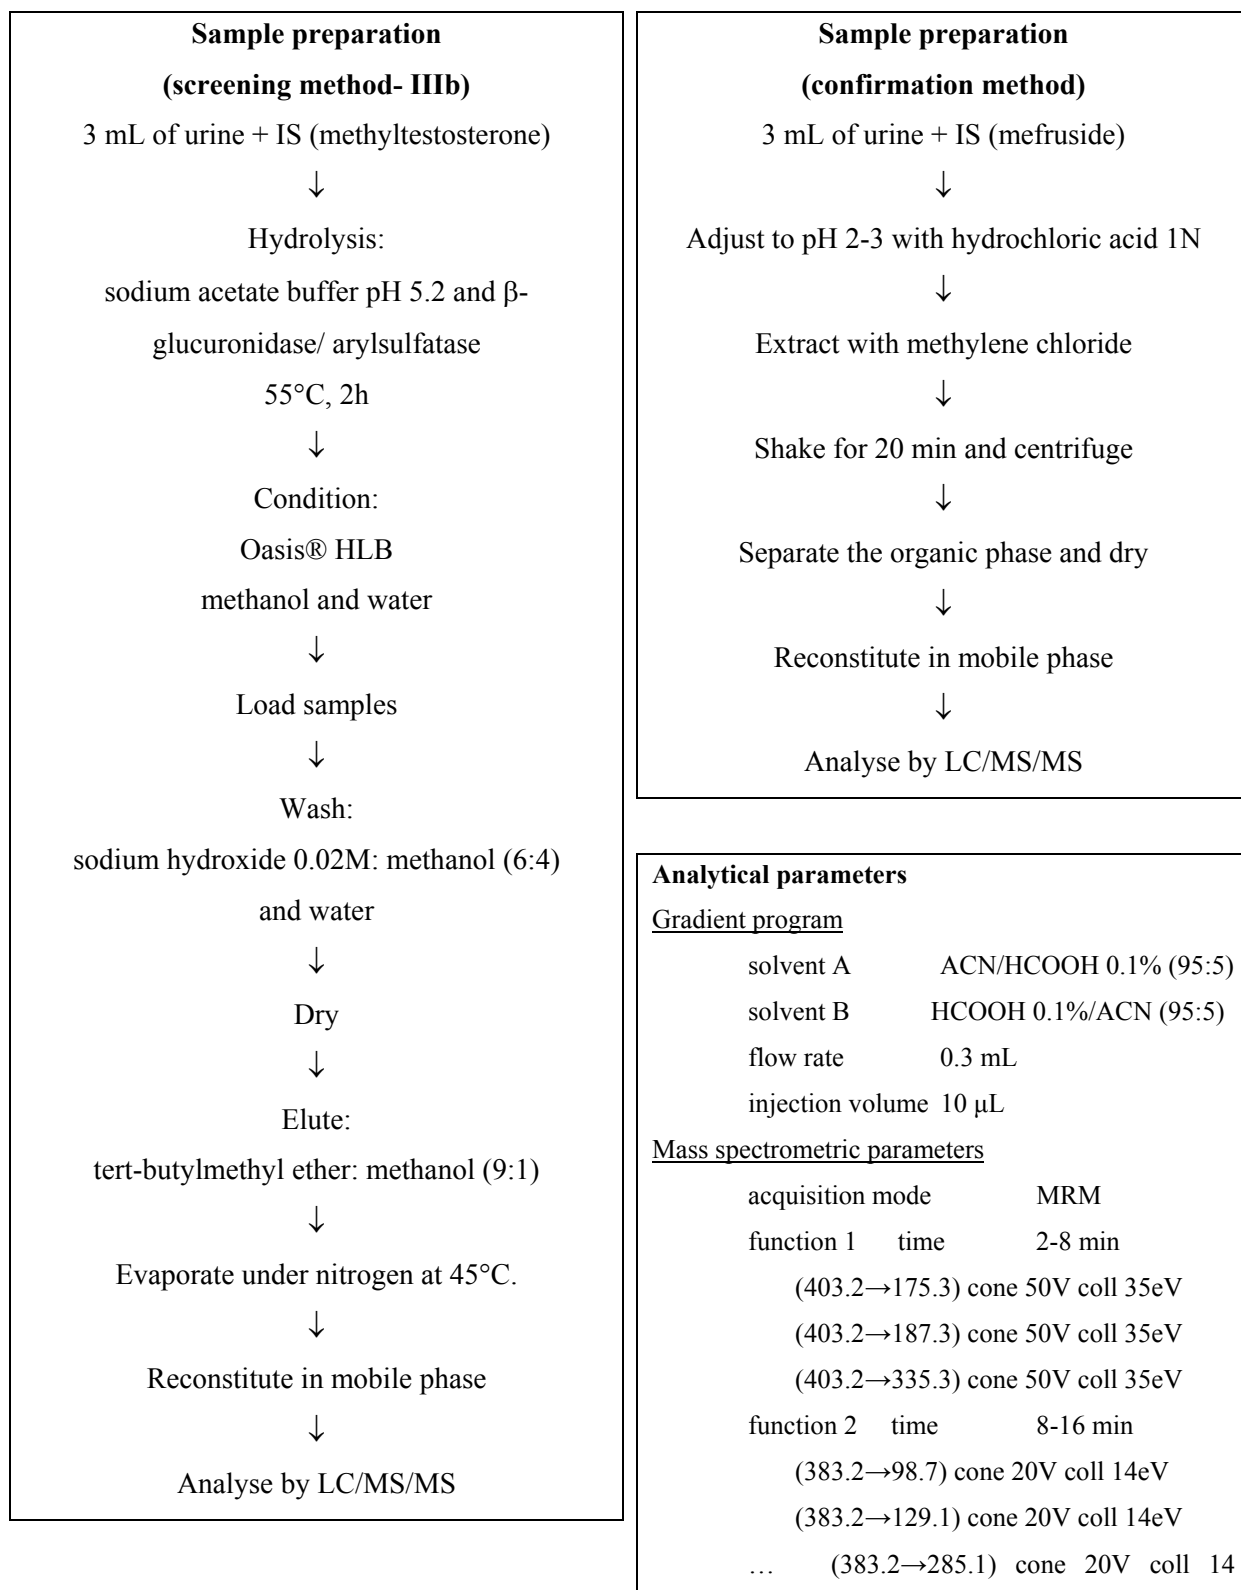 Sample preparation
(screening method- IIIb)
3 mL of urine + IS (methyltestosterone)
↓
Hydrolysis:
sodium acetate buffer pH 5.2 and β-
glucuronidase/ arylsulfatase
55°C, 2h
↓
Condition:
Oasis® HLB
methanol and water
↓
Load samples
↓
Wash:
sodium hydroxide 0.02M: methanol (6:4)
and water
↓
Dry
↓
Elute:
tert-butylmethyl ether: methanol (9:1)
↓
Evaporate under nitrogen at 45°C.
↓
Reconstitute in mobile phase
↓
Analyse by LC/MS/MS
Sample preparation
(confirmation method)
3 mL of urine + IS (mefruside)
↓
Adjust to pH 2-3 with hydrochloric acid 1N
↓
Extract with methylene chloride
↓
Shake for 20 min and centrifuge
↓
Separate the organic phase and dry
↓
Reconstitute in mobile phase
↓
Analyse by LC/MS/MS
Analytical parameters
Gradient program
solvent A ACN/HCOOH 0.1% (95:5)
solvent B HCOOH 0.1%/ACN (95:5)
flow rate 0.3 mL
injection volume 10 µL
Mass spectrometric parameters
acquisition mode MRM
function 1 time 2-8 min
(403.2→175.3) cone 50V coll 35eV
(403.2→187.3) cone 50V coll 35eV
(403.2→335.3) cone 50V coll 35eV
function 2 time 8-16 min
(383.2→98.7) cone 20V coll 14eV
(383.2→129.1) cone 20V coll 14eV
… (383.2→285.1) cone 20V coll 14